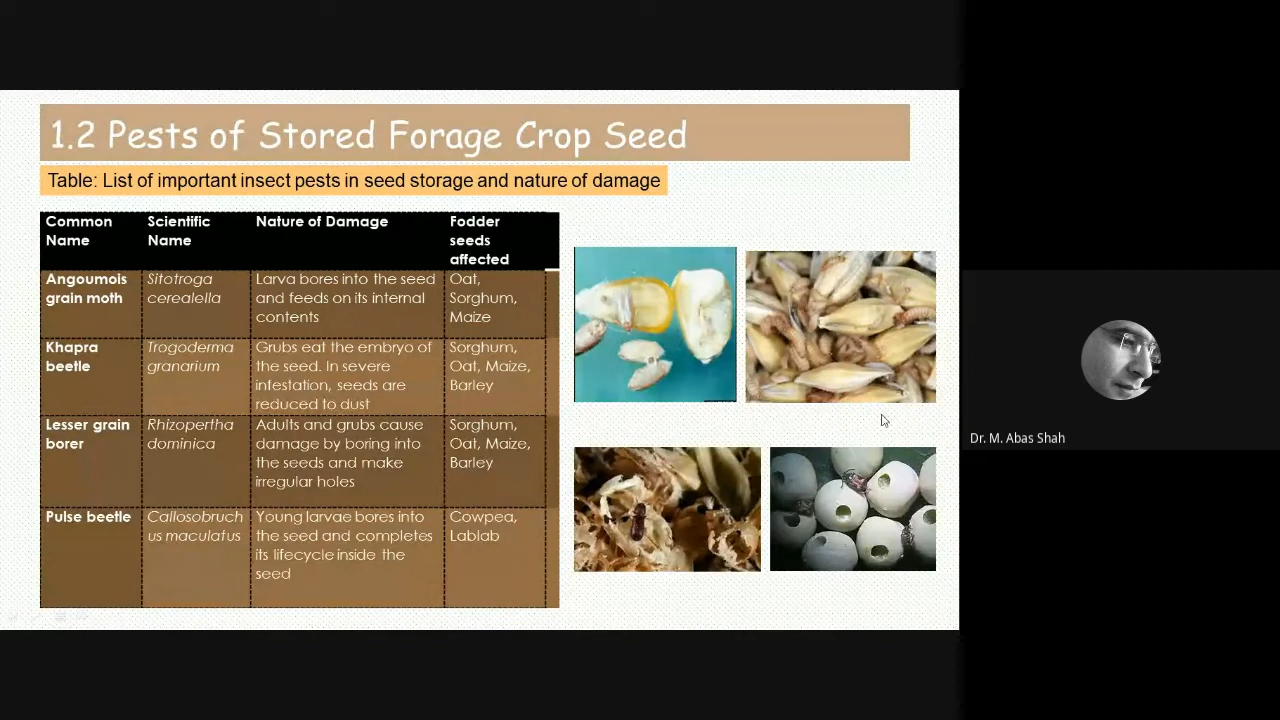 1.2 Pests of Stored Forage Crop Seed
Table: List of important insect pests in seed storage and nature of damage
Common
Name
Scientific
Name
Nature of Damage
Fodder
seeds
affected
Angoumois
grain moth
Sitotroga
cerealella
Larva bores into the seed
and feeds on its internal
contents
Oat,
Sorghum,
Maize
Khapra
beetle
Trogoderma
granarium
Grubs eat the embryo of
the seed. In severe
infestation, seeds are
reduced to dust
Sorghum,
Oat, Maize,
Barley
Lesser grain
borer
Rhizopertha
dominica
Adults and grubs cause
damage by boring into
the seeds and make
irregular holes
Sorghum,
Oat, Maize,
Barley
Pulse beetle
Callosobruch
us maculatus
Young larvae bores into
the seed and completes
its lifecycle inside the
seed
Cowpea,
Lablab
Dr. M. Abas Shah